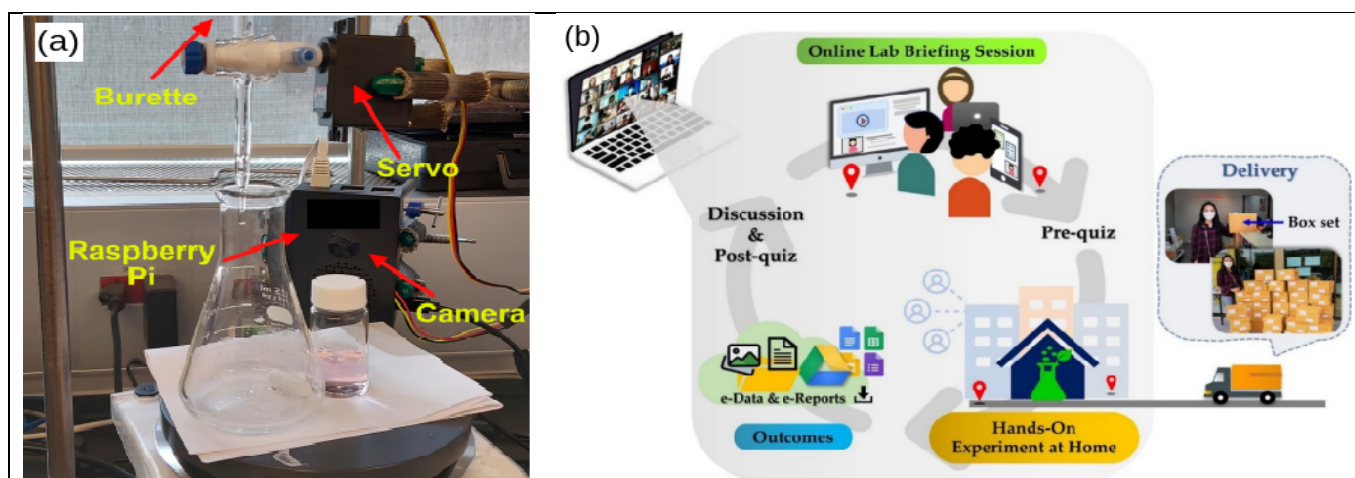 (a)
Burette
Servo
Raspberry
Pi
Camera
(b)
Online Lab Briefing Session
Discussion
&
Post-quiz
Pre-quiz
Delivery
Box set
e-Data & e-Reports
Outcomes
Hands-On
Experiment at Home